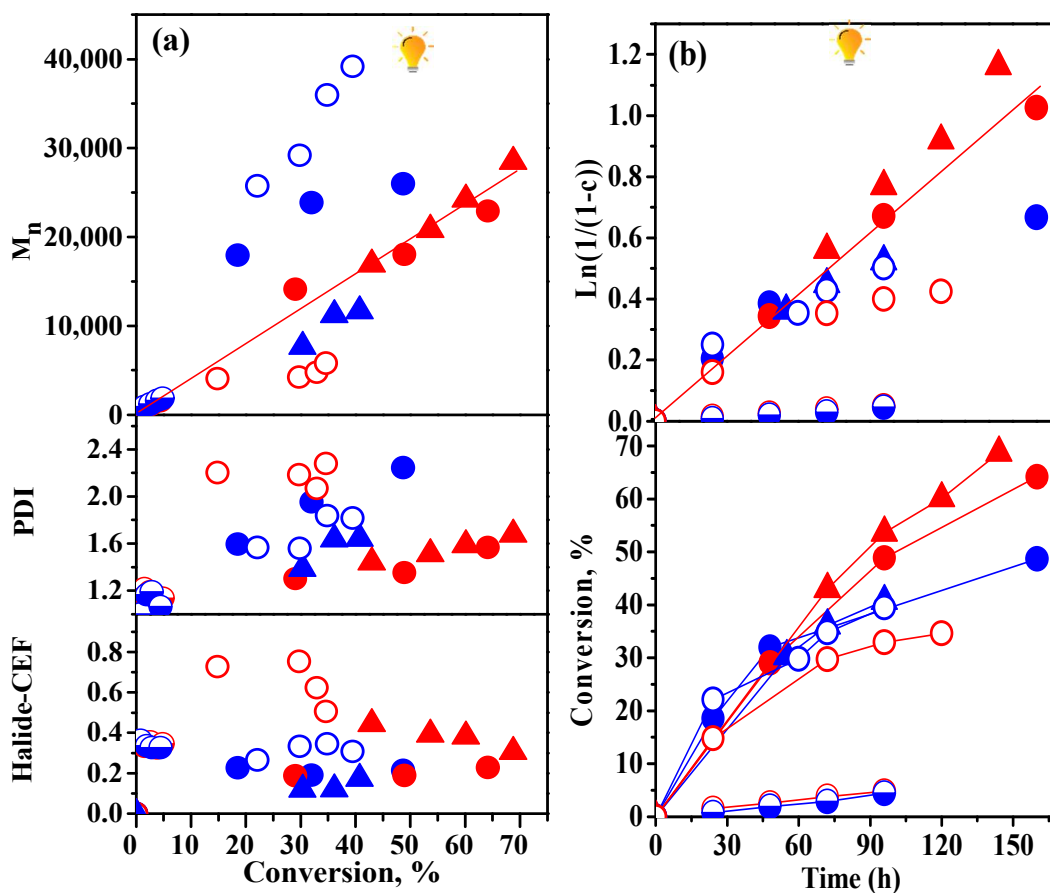 (a)
40,000
30,000
20,000
10,000
0
Mn
2.4
2.0
1.6
1.2
PDI
0.8
0.6
0.4
0.2
0.0
Halide-CEF
0 10 20 30 40 50 60 70
Conversion, %
(b)
1.2
1.0
0.8
0.6
0.4
0.2
0.0
Ln(1/(1-c))
70
60
50
40
30
20
10
0
Conversion, %
0 30 60 90 120 150
Time (h)